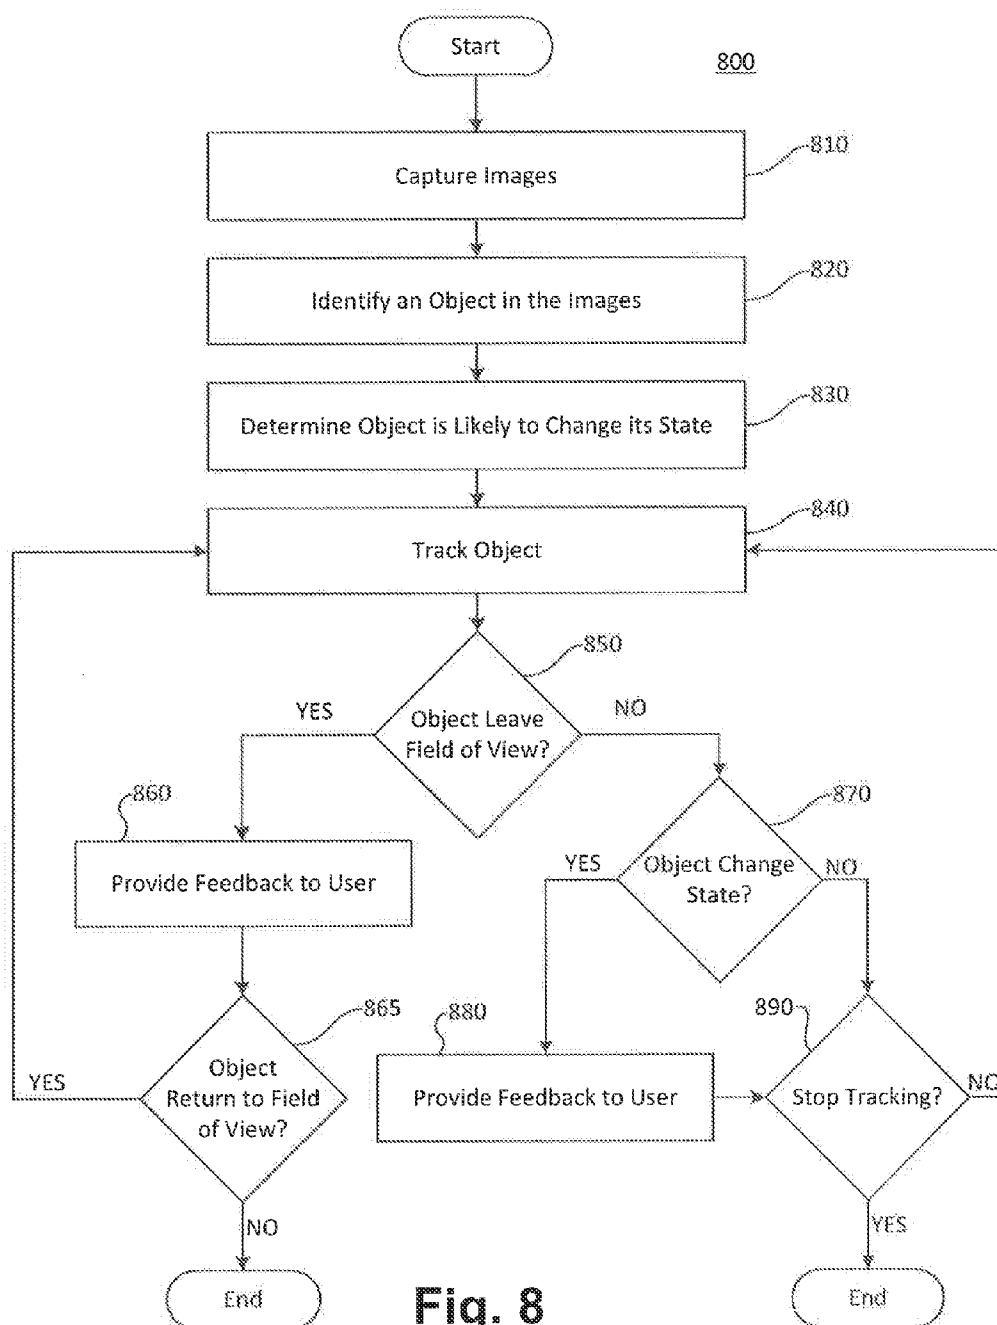 Start
800
810
Capture Images
820
Identify an Object in the Images
830
Determine Object is Likely to Change its State
840
Track Object
850
YES
Object Leave
Field of View?
NO
860
Provide Feedback to User
870
YES
Object Change
State?
NO
865
YES
Object
Return to Field
of View?
NO
880
Provide Feedback to User
890
Stop Tracking?
NO
YES
End
End
Fig. 8